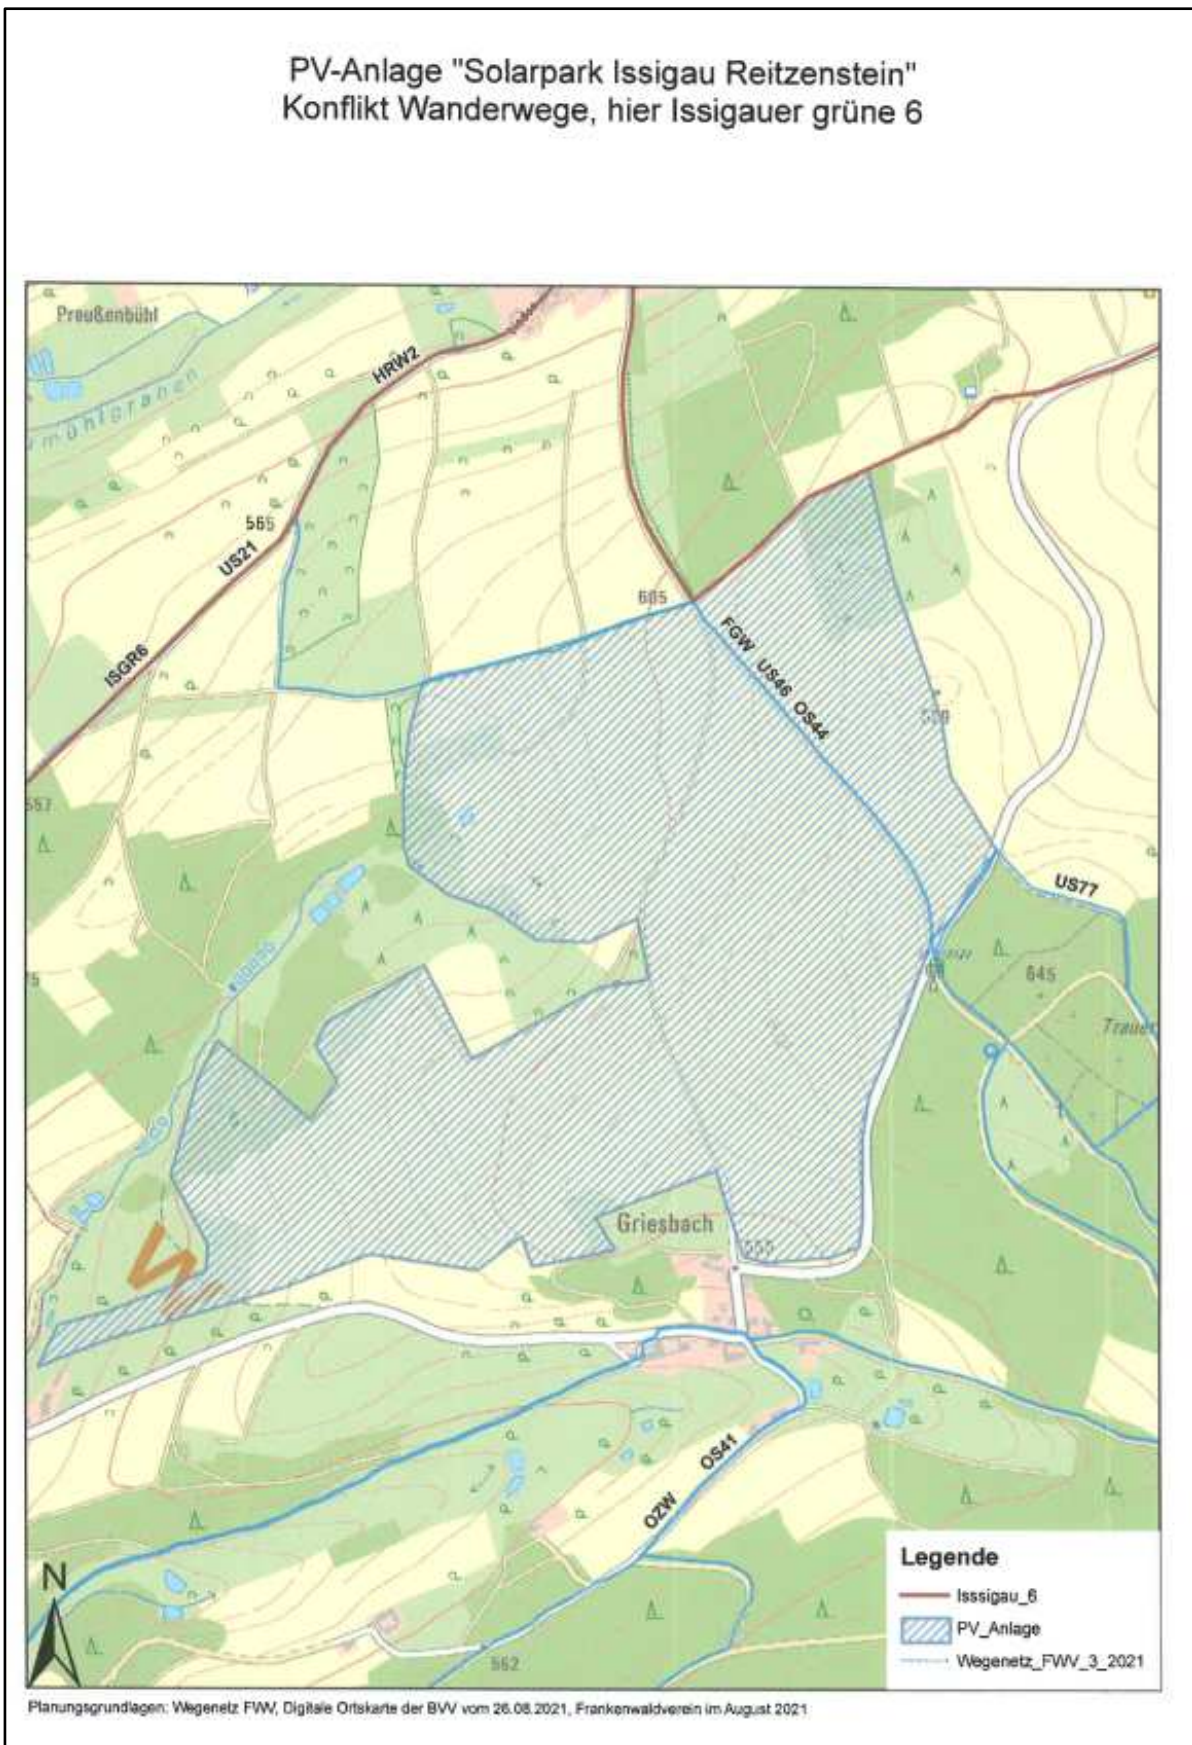 PV-Anlage "Solarpark Issigau Reitzenstein"
Konflikt Wanderwege, hier Issigauer grüne 6
Preußenbühl
HRW2
mühlgraben
565
US21
ISGR6
605
FGW US46 OS44
557
US77
645
Griesbach
555
OS41
OZW
562
N
Legende
Isssigau_6
PV_Anlage
Wegenetz_FWV_3_2021
Planungsgrundlagen: Wegenetz FWV, Digitale Ortskarte der BVV vom 26.08.2021, Frankenwaldverein im August 2021